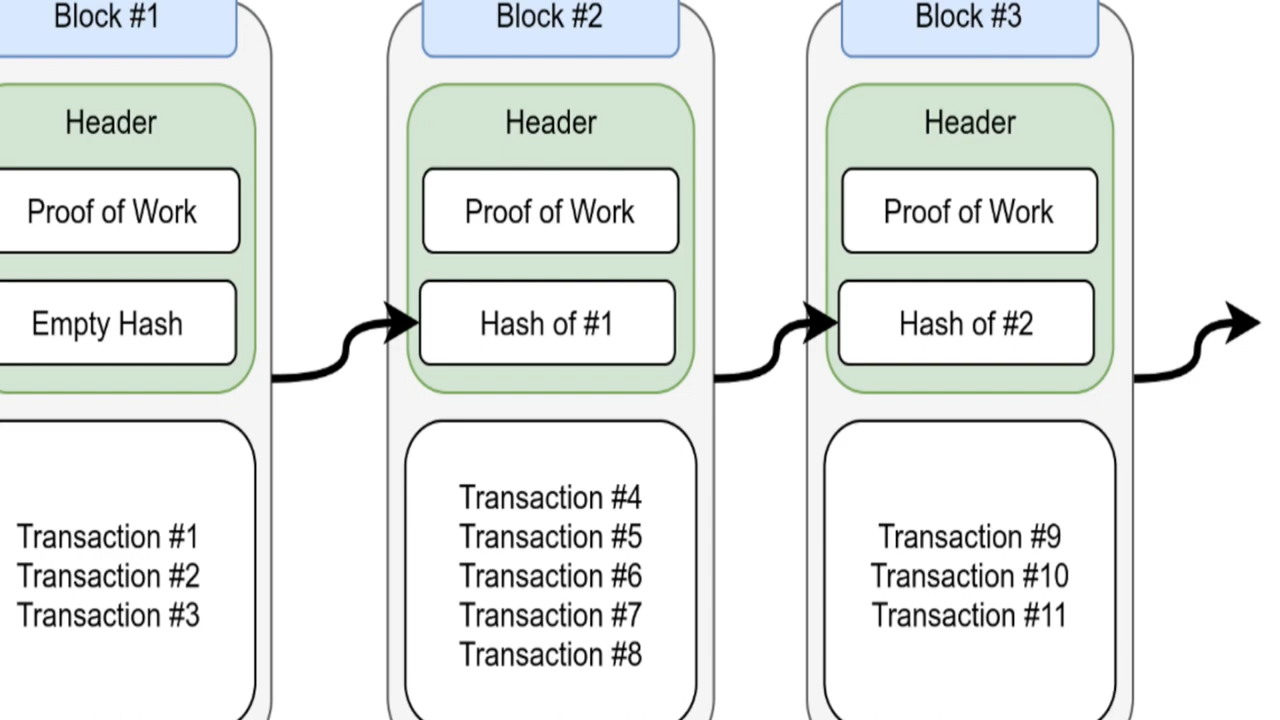 Block #1
Header
Proof of Work
Empty Hash
Transaction #1
Transaction #2
Transaction #3
Block #2
Header
Proof of Work
Hash of #1
Transaction #4
Transaction #5
Transaction #6
Transaction #7
Transaction #8
Block #3
Header
Proof of Work
Hash of #2
Transaction #9
Transaction #10
Transaction #11